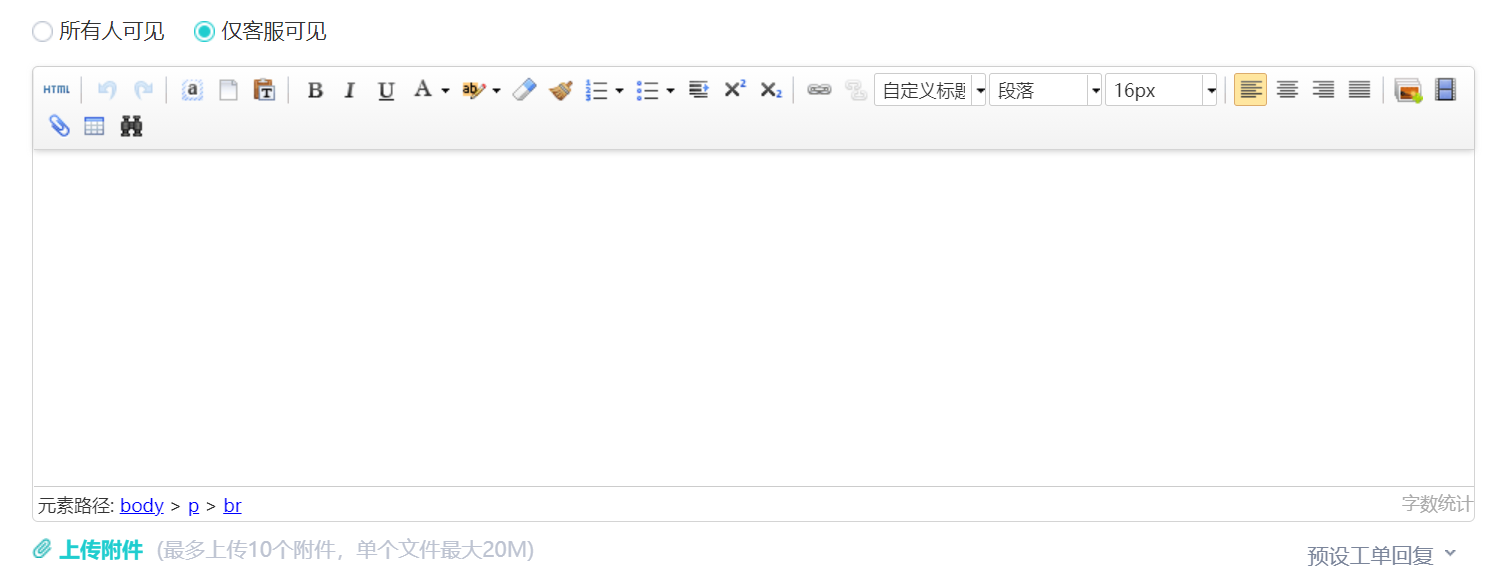 所有人可见 仅客服可见
HTML 自定义标题 段落 16px
元素路径: body > p > br 字数统计
上传附件 (最多上传10个附件，单个文件最大20M) 预设工单回复